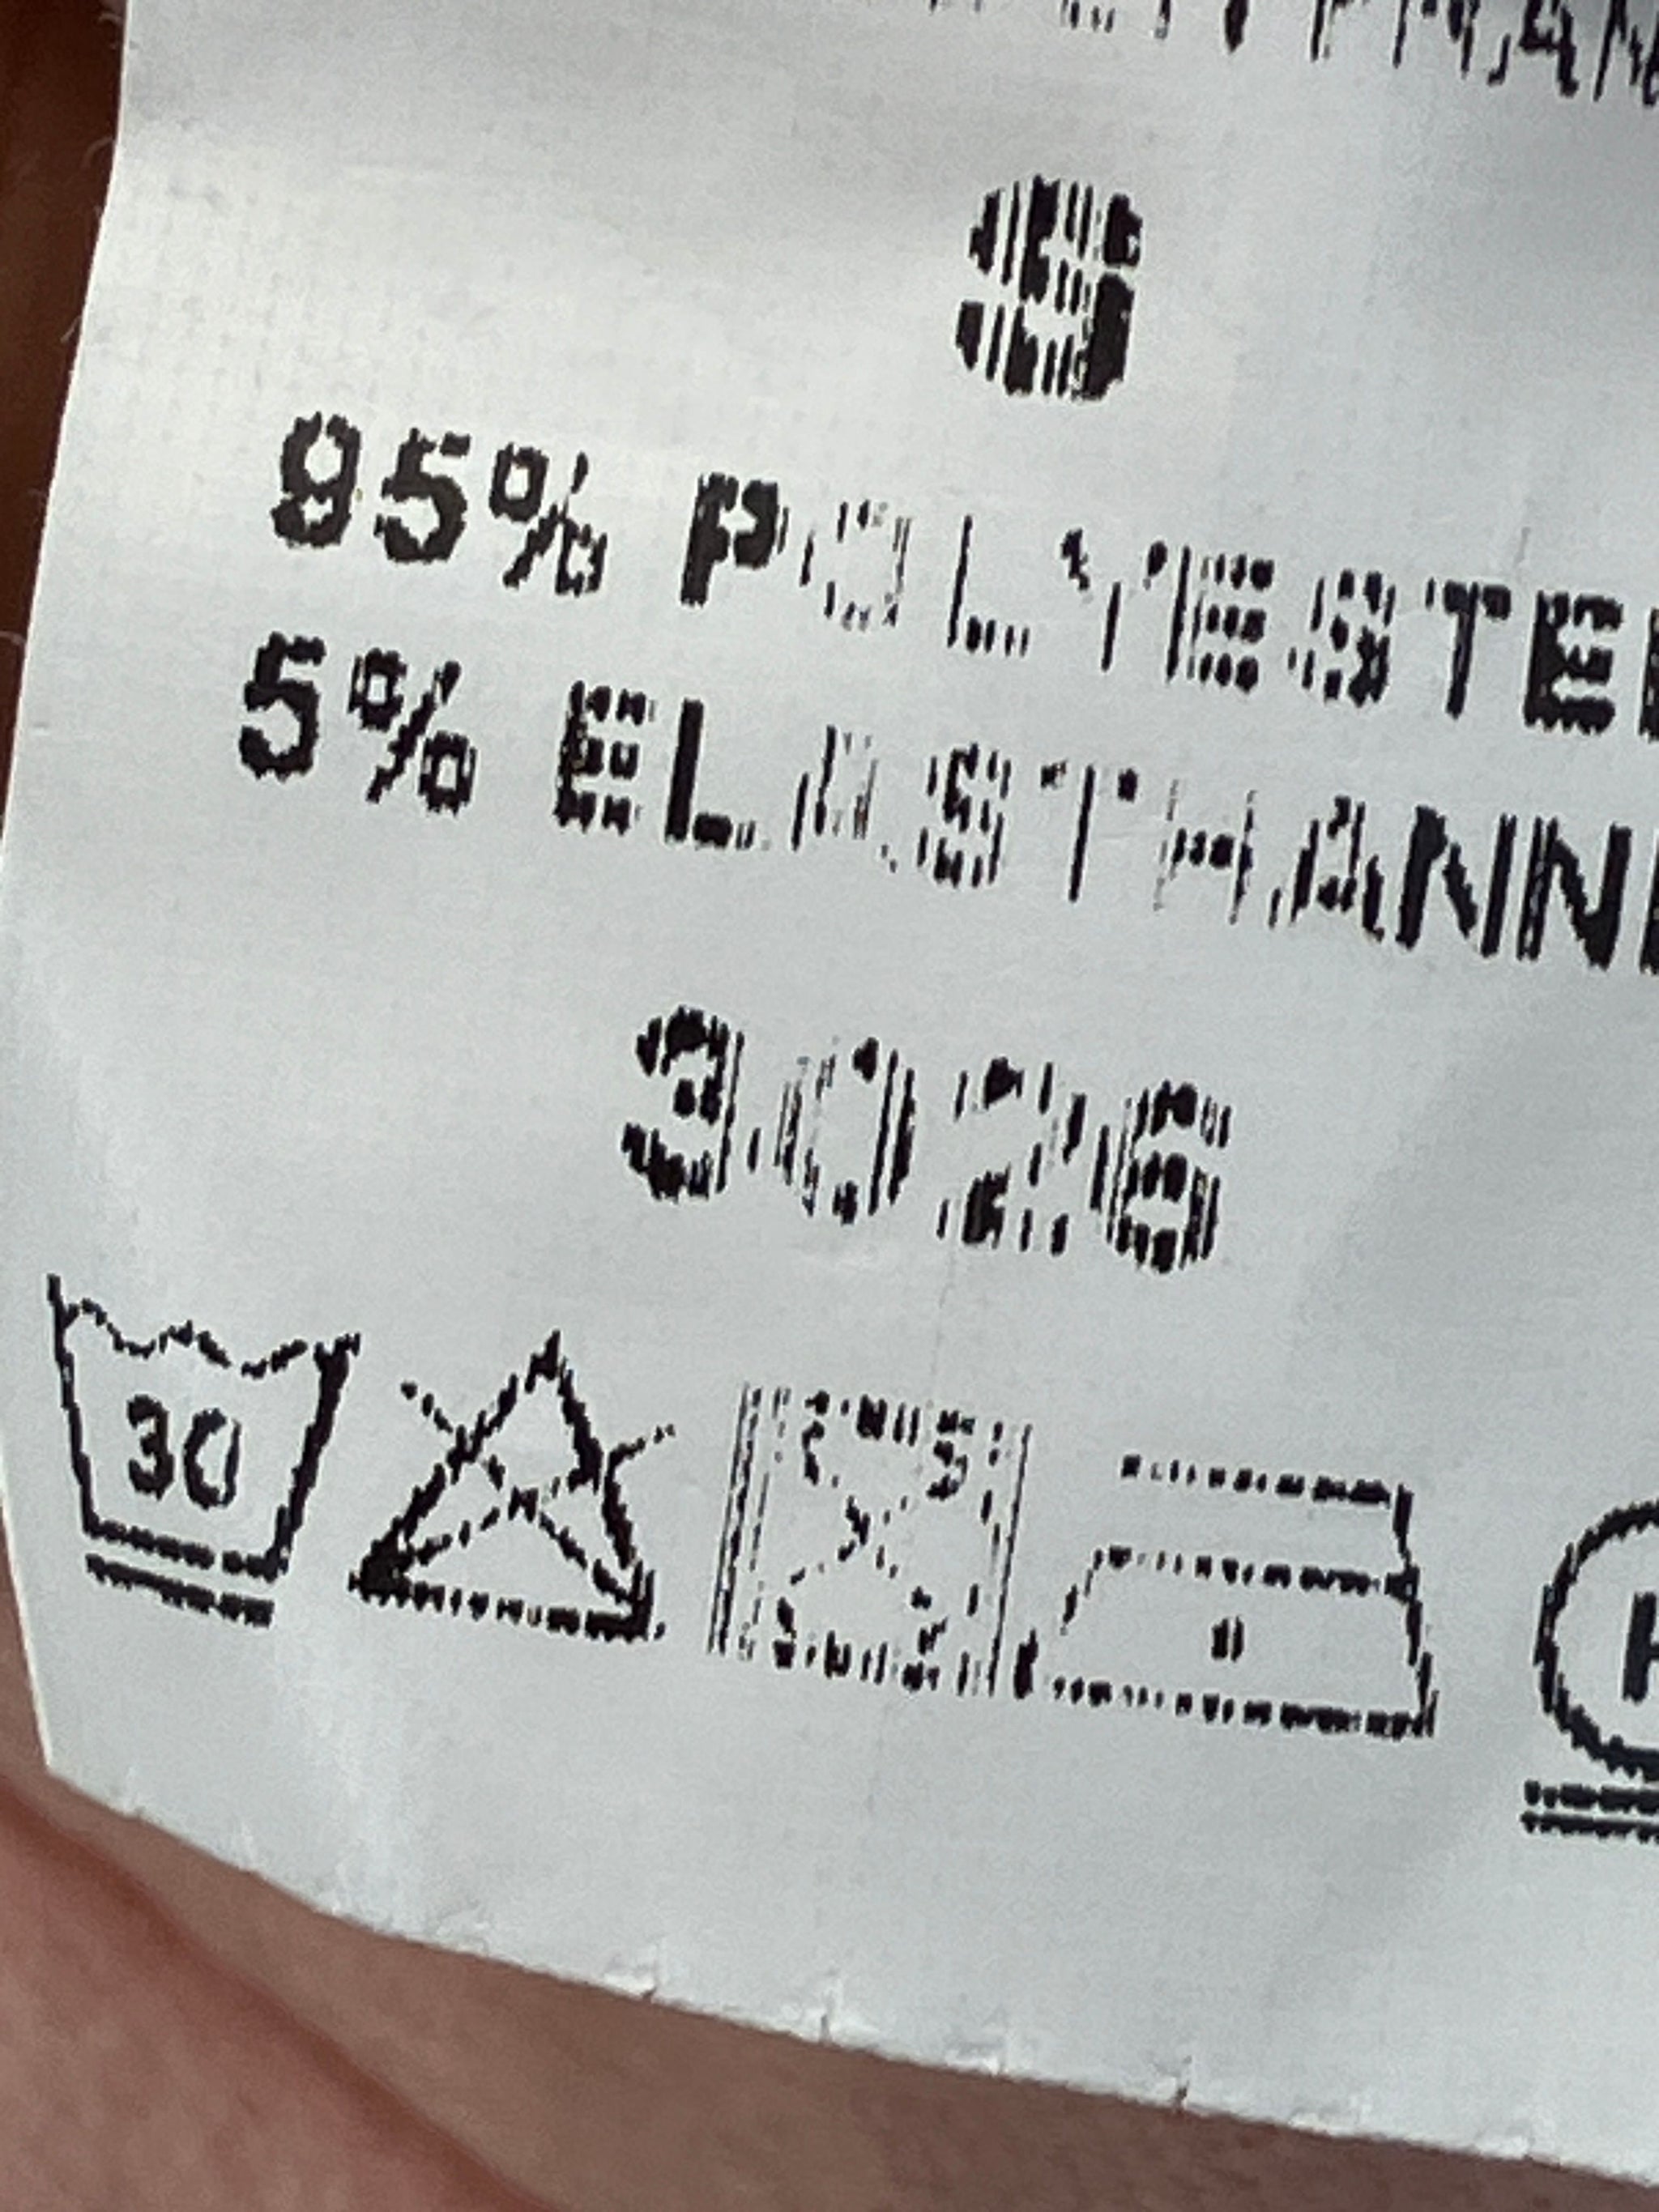 S
95% POLYESTER
5% ELASTHANN
3026
30